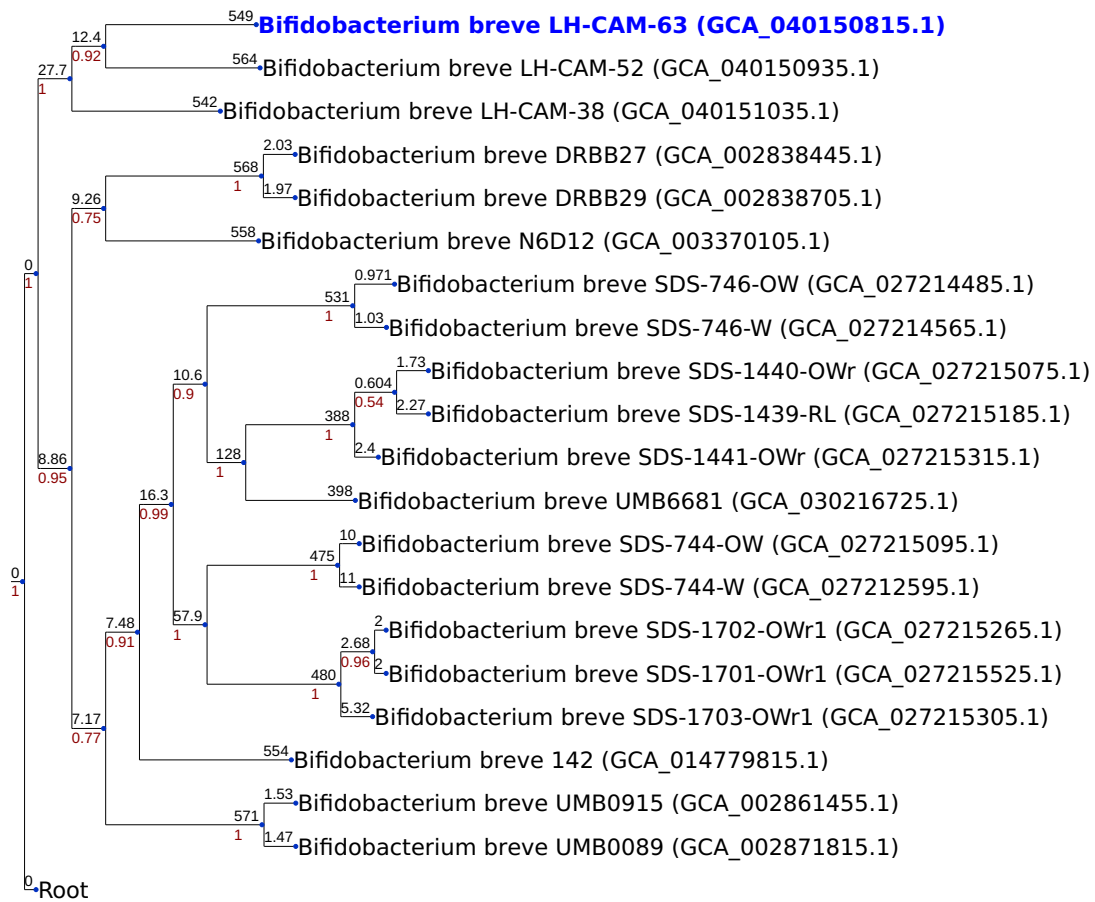 549
Bifidobacterium breve LH-CAM-63 (GCA_040150815.1)
12.4
0.92
564
Bifidobacterium breve LH-CAM-52 (GCA_040150935.1)
27.7
1
542
Bifidobacterium breve LH-CAM-38 (GCA_040151035.1)
2.03
Bifidobacterium breve DRBB27 (GCA_002838445.1)
568
1
1.97
Bifidobacterium breve DRBB29 (GCA_002838705.1)
9.26
0.75
558
Bifidobacterium breve N6D12 (GCA_003370105.1)
0
1
0.971
Bifidobacterium breve SDS-746-OW (GCA_027214485.1)
531
1
1.03
Bifidobacterium breve SDS-746-W (GCA_027214565.1)
1.73
Bifidobacterium breve SDS-1440-OWr (GCA_027215075.1)
10.6
0.9
0.604
0.54
2.27
Bifidobacterium breve SDS-1439-RL (GCA_027215185.1)
388
1
2.4
Bifidobacterium breve SDS-1441-OWr (GCA_027215315.1)
128
1
8.86
0.95
398
Bifidobacterium breve UMB6681 (GCA_030216725.1)
16.3
0.99
10
Bifidobacterium breve SDS-744-OW (GCA_027215095.1)
475
1
11
Bifidobacterium breve SDS-744-W (GCA_027212595.1)
0
1
57.9
1
7.48
0.91
2
Bifidobacterium breve SDS-1702-OWr1 (GCA_027215265.1)
2.68
0.96
2
Bifidobacterium breve SDS-1701-OWr1 (GCA_027215525.1)
480
1
5.32
Bifidobacterium breve SDS-1703-OWr1 (GCA_027215305.1)
7.17
0.77
554
Bifidobacterium breve 142 (GCA_014779815.1)
1.53
Bifidobacterium breve UMB0915 (GCA_002861455.1)
571
1
1.47
Bifidobacterium breve UMB0089 (GCA_002871815.1)
0
Root